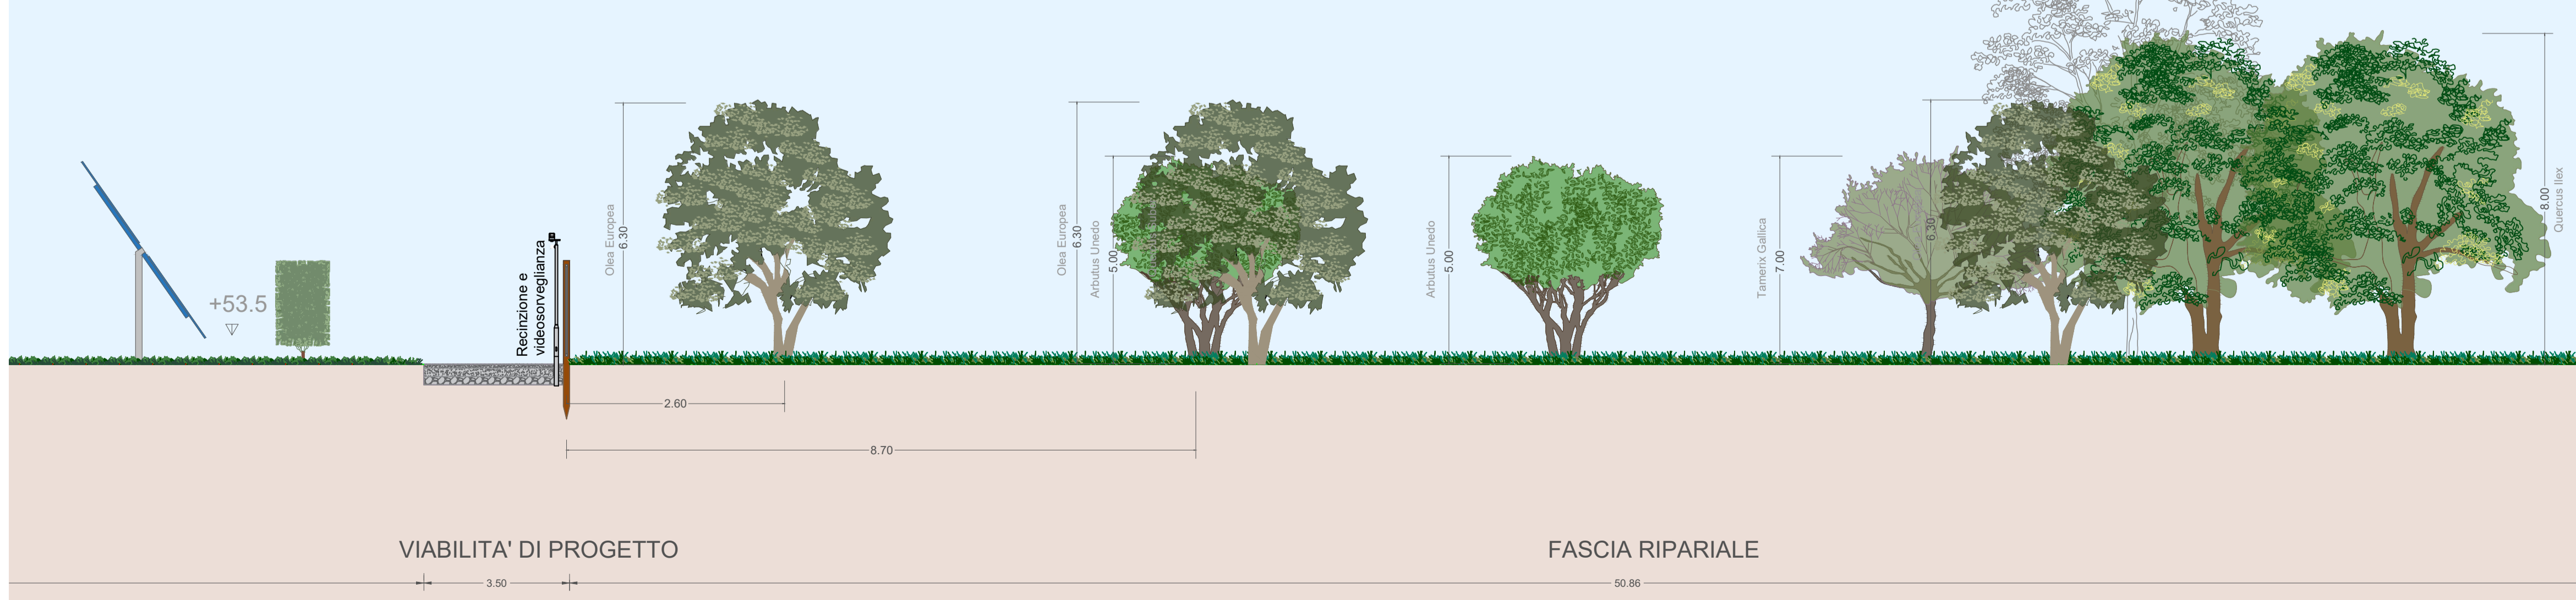 +53.5
Recinzione e
videosorveglianza
Olea Europea
6.30
Olea Europea
6.30
Arbutus Unedo
5.00
Arbutus Unedo
5.00
Tamerix Gallica
7.00
6.30
8.00
Quercus Ilex
2.60
8.70
VIABILITA' DI PROGETTO
FASCIA RIPARIALE
3.50
50.86